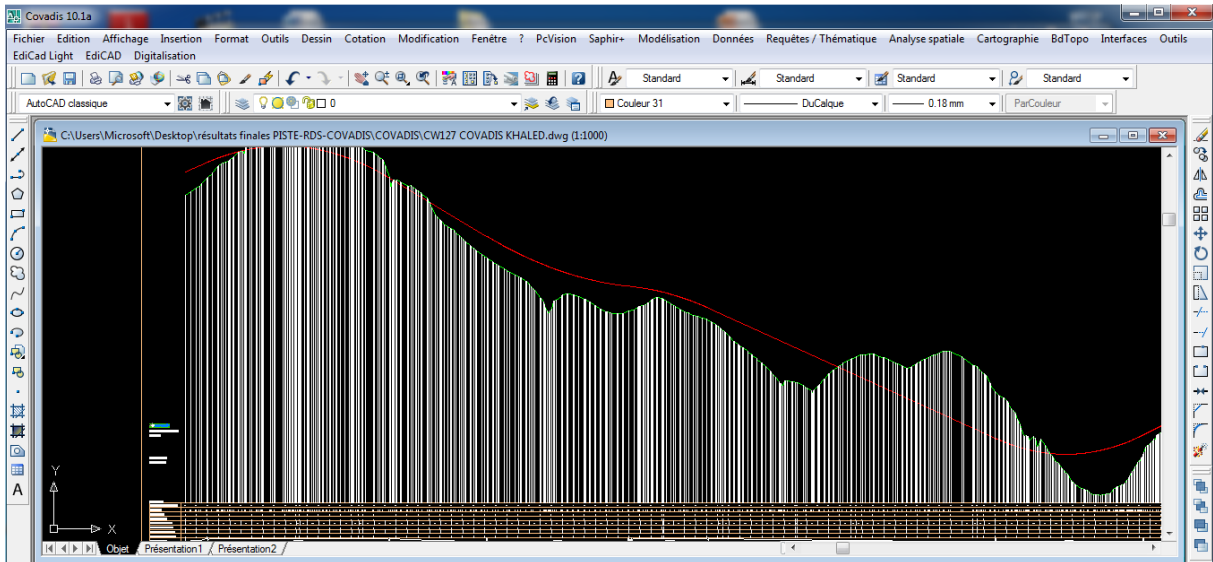 Covadis 10.1a
Fichier Edition Affichage Insertion Format Outils Dessin Cotation Modification Fenêtre ? PcVision Saphir+ Modélisation Données Requêtes / Thématique Analyse spatiale Cartographie BdTopo Interfaces Outils
EdiCad Light EdiCAD Digitalisation
Standard Standard Standard Standard
AutoCAD classique 0 Couleur 31 DuCalque 0.18 mm ParCouleur
C:\Users\Microsoft\Desktop\résultats finales PISTE-RDS-COVADIS\COVADIS\CW127 COVADIS KHALED.dwg (1:1000)
Y
A
X
Objet Présentation1 Présentation2